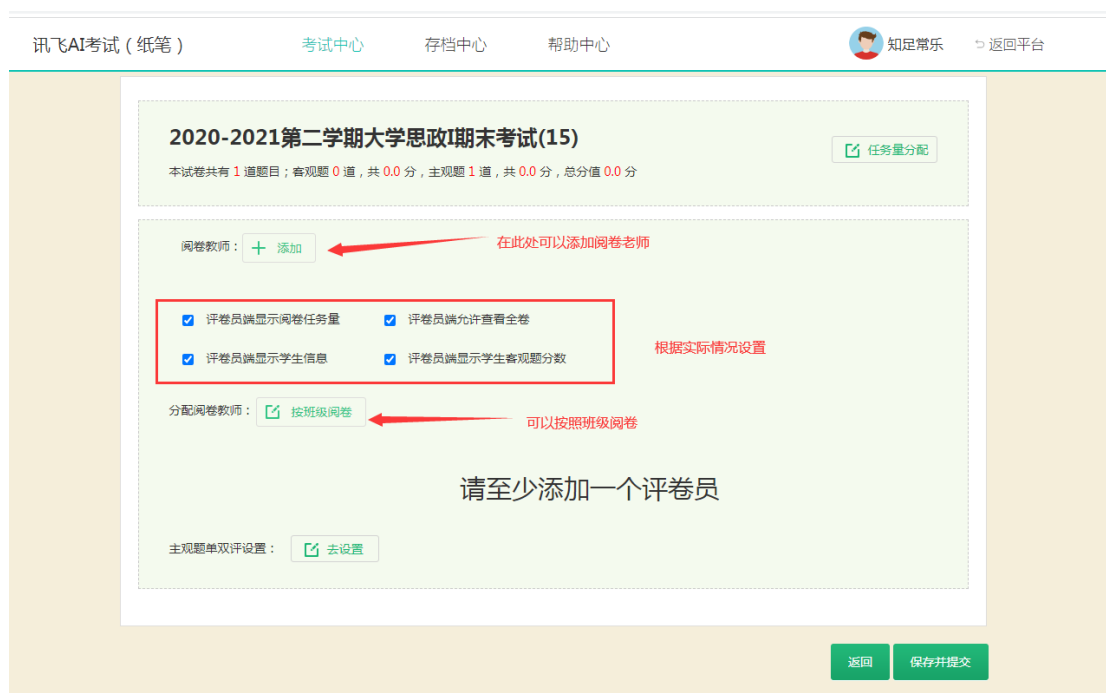 讯飞AI考试（纸笔） 考试中心 存档中心 帮助中心 知足常乐 返回平台
2020-2021第二学期大学思政I期末考试(15)
任务量分配
本试卷共有 1 道题目；客观题 0 道，共 0.0 分，主观题 1 道，共 0.0 分，总分值 0.0 分
阅卷教师： 添加 在此处可以添加阅卷老师
评卷员端显示阅卷任务量 评卷员端允许查看全卷
根据实际情况设置
评卷员端显示学生信息 评卷员端显示学生客观题分数
分配阅卷教师： 按班级阅卷 可以按照班级阅卷
请至少添加一个评卷员
主观题单双评设置： 去设置
返回 保存并提交